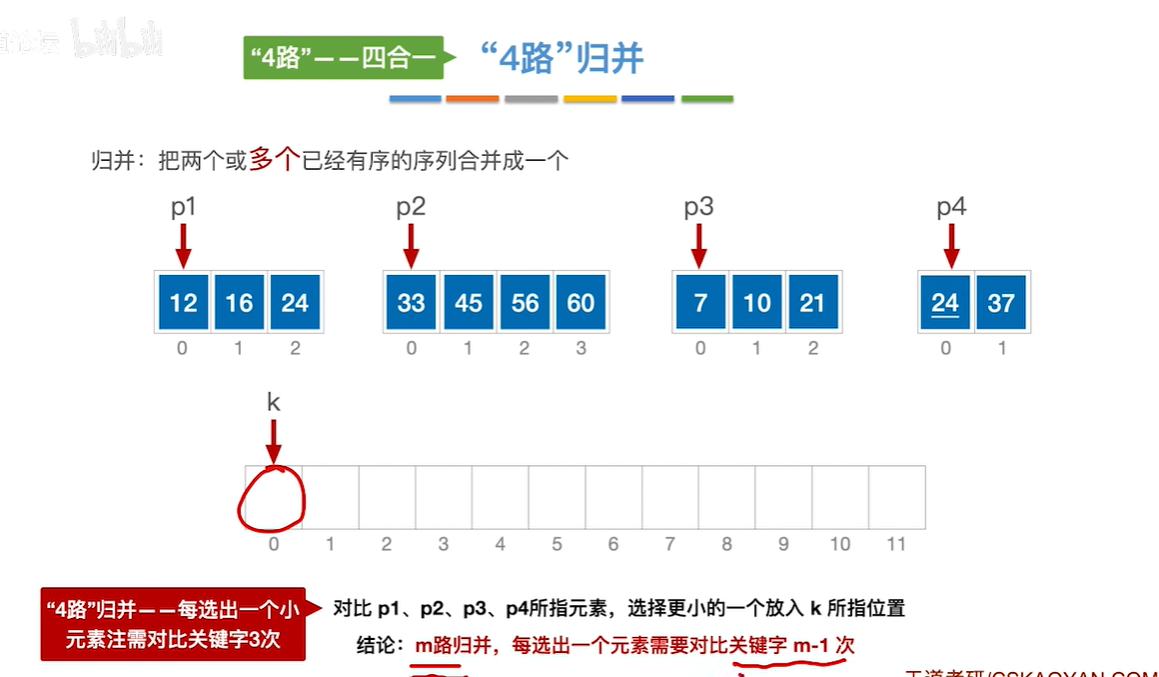 bilibili
“4路”——四合一
“4路”归并
归并：把两个或多个已经有序的序列合并成一个
p1 p2 p3 p4
12 16 24 33 45 56 60 7 10 21 24 37
0 1 2 0 1 2 3 0 1 2 0 1
k
0 1 2 3 4 5 6 7 8 9 10 11
“4路”归并——每选出一个小
元素注需对比关键字3次
对比 p1、p2、p3、p4所指元素，选择更小的一个放入 k 所指位置
结论：m路归并，每选出一个元素需要对比关键字 m-1 次
王道考研/CSKAOYAN.COM